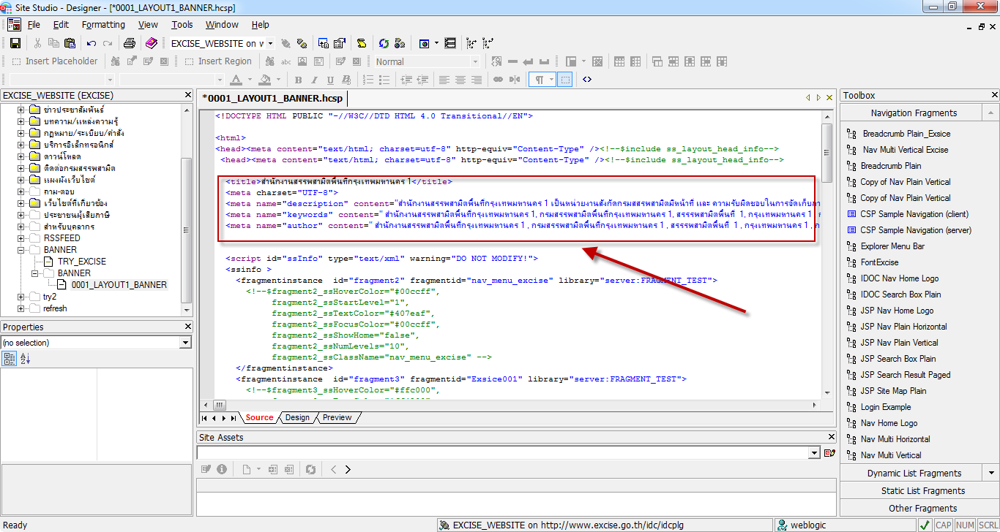 Site Studio - Designer - [*0001_LAYOUT1_BANNER.hcsp]
File Edit Formatting View Tools Window Help
EXCISE_WEBSITE on v
Insert Placeholder Insert Region Normal
EXCISE_WEBSITE (EXCISE)
ข่าวประชาสัมพันธ์
บทความ/แหล่งความรู้
กฎหมาย/ระเบียบ/คำสั่ง
บริการอิเล็กทรอนิกส์
ดาวน์โหลด
ติดต่อกรมสรรพสามิต
แผนผังเว็บไซต์
ถาม-ตอบ
เว็บไซต์ที่เกี่ยวข้อง
ประชาชนผู้เสียภาษี
สำหรับบุคลากร
RSSFEED
BANNER
TRY_EXCISE
BANNER
0001_LAYOUT1_BANNER
try2
refresh
Properties
(no selection)
*0001_LAYOUT1_BANNER.hcsp
<!DOCTYPE HTML PUBLIC "-//W3C//DTD HTML 4.0 Transitional//EN">
<html>
<head><meta content="text/html; charset=utf-8" http-equiv="Content-Type" /><!--$include ss_layout_head_info-->
<head><meta content="text/html; charset=utf-8" http-equiv="Content-Type" /><!--$include ss_layout_head_info-->
<title>สำนักงานสรรพสามิตพื้นที่กรุงเทพมหานคร 1</title>
<meta charset="UTF-8">
<meta name="description" content="สำนักงานสรรพสามิตพื้นที่กรุงเทพมหานคร 1 เป็นหน่วยงานสังกัดกรมสรรพสามิตมีหน้าที่ และ ความรับผิดชอบในการจัดเก็บภา
<meta name="keywords" content=" สำนักงานสรรพสามิตพื้นที่กรุงเทพมหานคร 1, กรมสรรพสามิตพื้นที่กรุงเทพมหานคร 1, สรรรพสามิตพื้นที่ 1, กรุงเทพมหานคร 1
<meta name="author" content=" สำนักงานสรรพสามิตพื้นที่กรุงเทพมหานคร 1 , กรมสรรพสามิตพื้นที่กรุงเทพมหานคร 1 , สรรรพสามิตพื้นที่ 1 , กรุงเทพมหานคร 1 ,
<script id="ssInfo" type="text/xml" warning="DO NOT MODIFY!">
<ssinfo >
<fragmentinstance id="fragment2" fragmentid="nav_menu_excise" library="server:FRAGMENT_TEST">
<!--$fragment2_ssHoverColor="#00ccff",
fragment2_ssStartLevel="1",
fragment2_ssTextColor="#407eaf",
fragment2_ssFocusColor="#00ccff",
fragment2_ssShowHome="false",
fragment2_ssNumLevels="10",
fragment2_ssClassName="nav_menu_excise" -->
</fragmentinstance>
<fragmentinstance id="fragment3" fragmentid="Exsice001" library="server:FRAGMENT_TEST">
<!--$fragment3_ssHoverColor="#ffc000",
Source Design Preview
Site Assets
Toolbox
Navigation Fragments
Breadcrumb Plain_Exsice
Nav Multi Vertical Excise
Breadcrumb Plain
Copy of Nav Plain Vertical
Copy of Nav Plain Vertical
CSP Sample Navigation (client)
CSP Sample Navigation (server)
Explorer Menu Bar
FontExcise
IDOC Nav Home Logo
IDOC Search Box Plain
JSP Nav Home Logo
JSP Nav Plain Horizontal
JSP Nav Plain Vertical
JSP Search Box Plain
JSP Search Result Paged
JSP Site Map Plain
Login Example
Nav Home Logo
Nav Multi Horizontal
Nav Multi Vertical
Dynamic List Fragments
Static List Fragments
Other Fragments
Ready EXCISE_WEBSITE on http://www.excise.go.th/idc/idcplg weblogic CAP NUM SCRL